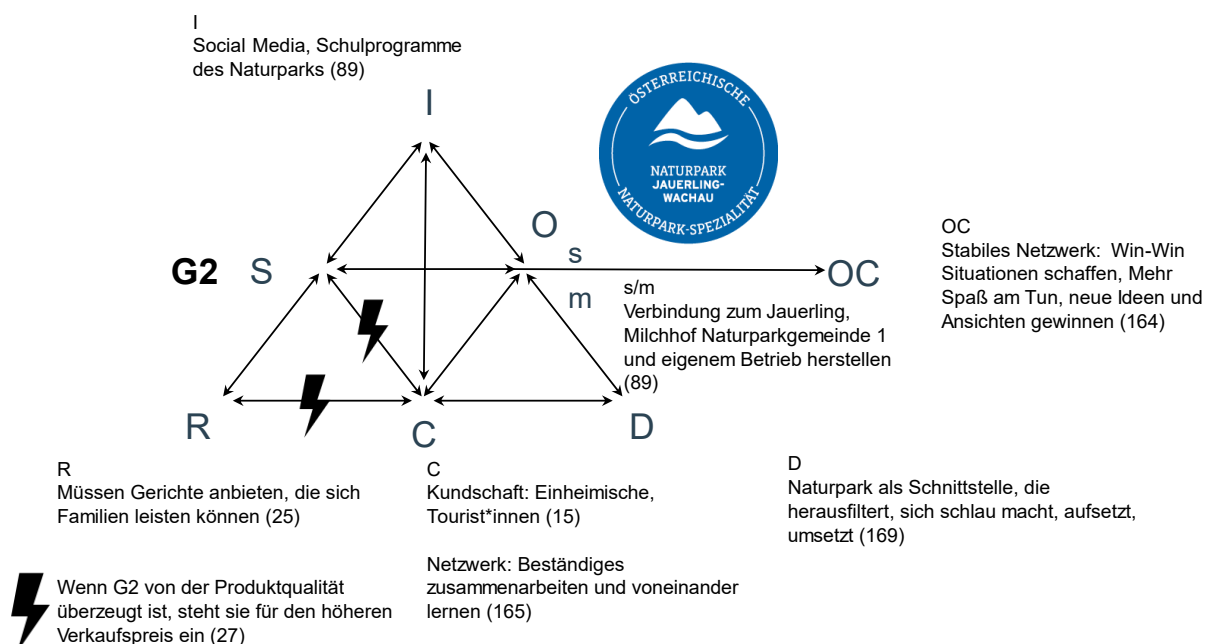 I
Social Media, Schulprogramme
des Naturparks (89)
I
ÖSTERREICHISCHE
NATURPARK
JAUERLING-
WACHAU
NATURPARK-SPEZIALITÄT
O
s
G2
S
m
OC
s/m
Verbindung zum Jauerling,
Milchhof Naturparkgemeinde 1
und eigenem Betrieb herstellen
(89)
OC
Stabiles Netzwerk:  Win-Win
Situationen schaffen, Mehr
Spaß am Tun, neue Ideen und
Ansichten gewinnen (164)
R
C
D
R
Müssen Gerichte anbieten, die sich
Familien leisten können (25)
C
Kundschaft: Einheimische,
Tourist*innen (15)
Netzwerk: Beständiges
zusammenarbeiten und voneinander
lernen (165)
D
Naturpark als Schnittstelle, die
herausfiltert, sich schlau macht, aufsetzt,
umsetzt (169)
Wenn G2 von der Produktqualität
überzeugt ist, steht sie für den höheren
Verkaufspreis ein (27)